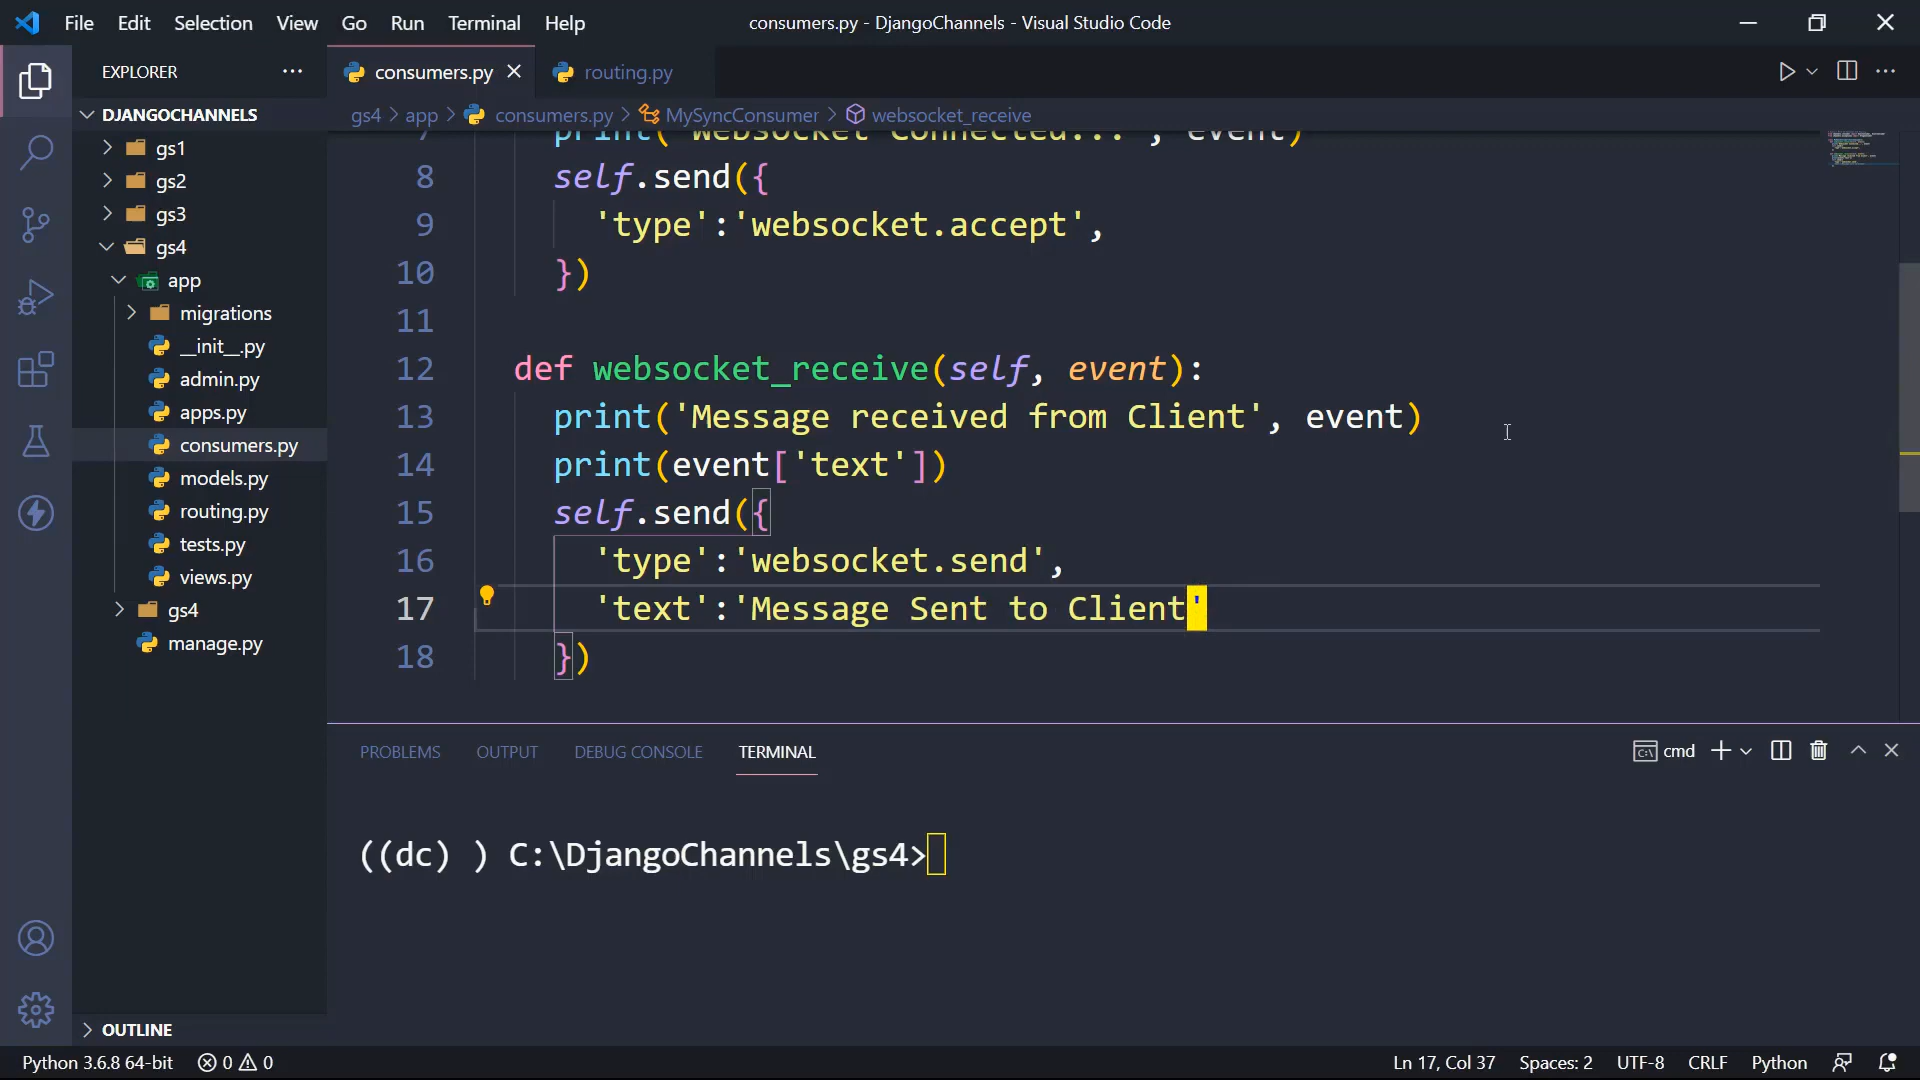 File Edit Selection View Go Run Terminal Help
consumers.py - DjangoChannels - Visual Studio Code
EXPLORER
consumers.py
routing.py
DJANGOCHANNELS
gs4 > app > consumers.py > MySyncConsumer > websocket_receive
gs1
gs2
gs3
gs4
app
migrations
__init__.py
admin.py
apps.py
consumers.py
models.py
routing.py
tests.py
views.py
gs4
manage.py
OUTLINE
7 print('Websocket Connected...', event)
8 self.send({
9 'type':'websocket.accept',
10 })
11
12 def websocket_receive(self, event):
13 print('Message received from Client', event)
14 print(event['text'])
15 self.send({
16 'type':'websocket.send',
17 'text':'Message Sent to Client'
18 })
PROBLEMS OUTPUT DEBUG CONSOLE TERMINAL
cmd
((dc) ) C:\DjangoChannels\gs4>
Python 3.6.8 64-bit 0 0
Ln 17, Col 37 Spaces: 2 UTF-8 CRLF Python